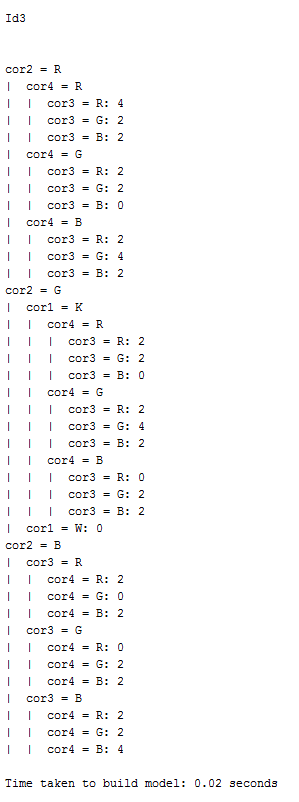 Id3
cor2 = R
|  cor4 = R
|  |  cor3 = R: 4
|  |  cor3 = G: 2
|  |  cor3 = B: 2
|  cor4 = G
|  |  cor3 = R: 2
|  |  cor3 = G: 2
|  |  cor3 = B: 0
|  cor4 = B
|  |  cor3 = R: 2
|  |  cor3 = G: 4
|  |  cor3 = B: 2
cor2 = G
|  cor1 = K
|  |  cor4 = R
|  |  |  cor3 = R: 2
|  |  |  cor3 = G: 2
|  |  |  cor3 = B: 0
|  |  cor4 = G
|  |  |  cor3 = R: 2
|  |  |  cor3 = G: 4
|  |  |  cor3 = B: 2
|  |  cor4 = B
|  |  |  cor3 = R: 0
|  |  |  cor3 = G: 2
|  |  |  cor3 = B: 2
|  cor1 = W: 0
cor2 = B
|  cor3 = R
|  |  cor4 = R: 2
|  |  cor4 = G: 0
|  |  cor4 = B: 2
|  cor3 = G
|  |  cor4 = R: 0
|  |  cor4 = G: 2
|  |  cor4 = B: 2
|  cor3 = B
|  |  cor4 = R: 2
|  |  cor4 = G: 2
|  |  cor4 = B: 4
Time taken to build model: 0.02 seconds